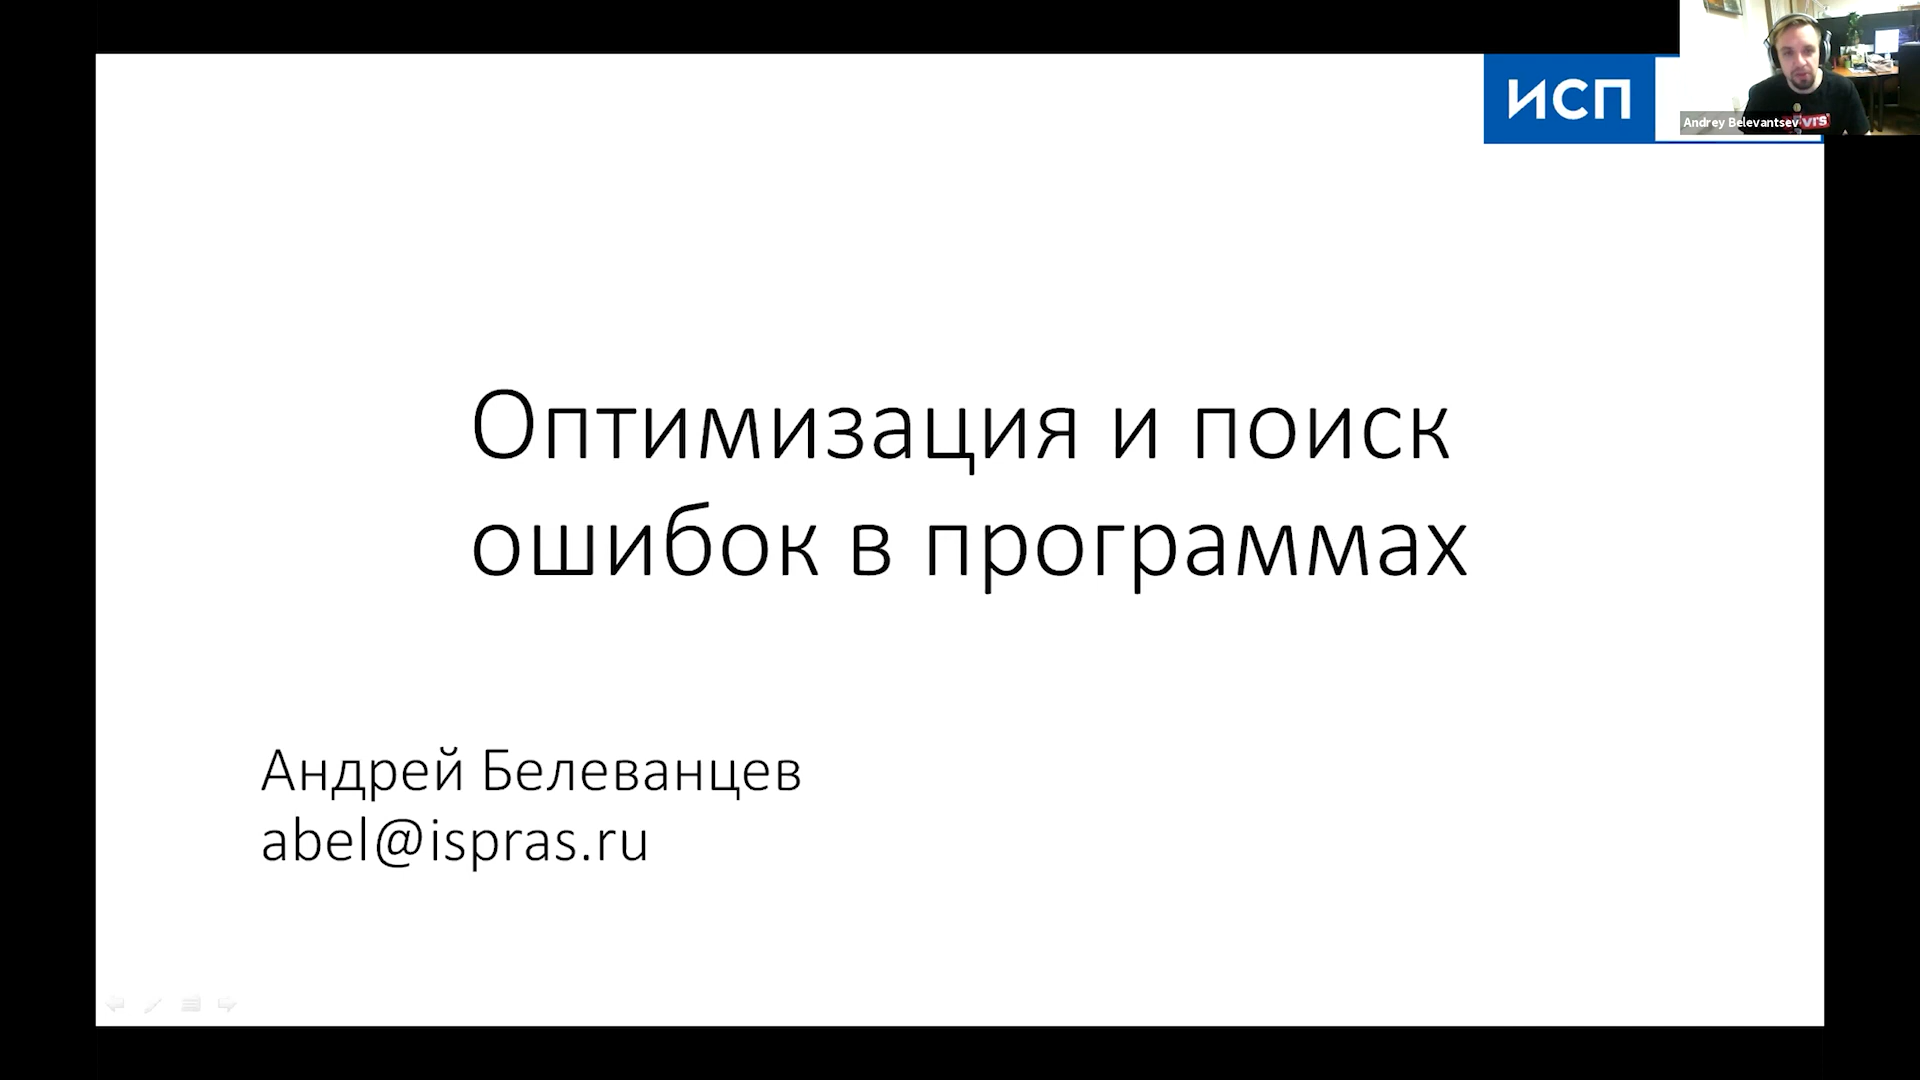 ИСП
Andrey Belevantsev
Оптимизация и поиск
ошибок в программах
Андрей Белеванцев
abel@ispras.ru